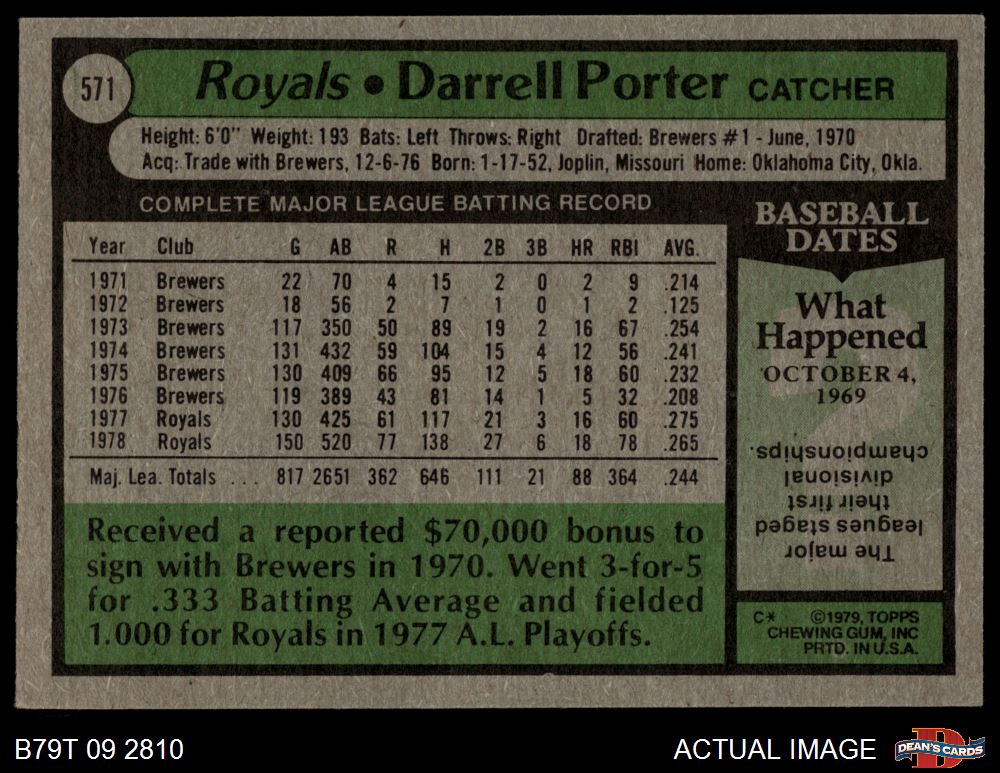 571
Royals • Darrell Porter CATCHER
Height: 6'0" Weight: 193 Bats: Left Throws: Right Drafted: Brewers #1 - June, 1970
Acq: Trade with Brewers, 12-6-76 Born: 1-17-52, Joplin, Missouri Home: Oklahoma City, Okla.
COMPLETE MAJOR LEAGUE BATTING RECORD
Year Club G AB R H 2B 3B HR RBI AVG.
1971 Brewers 22 70 4 15 2 0 2 9 .214
1972 Brewers 18 56 2 7 1 0 1 2 .125
1973 Brewers 117 350 50 89 19 2 16 67 .254
1974 Brewers 131 432 59 104 15 4 12 56 .241
1975 Brewers 130 409 66 95 12 5 18 60 .232
1976 Brewers 119 389 43 81 14 1 5 32 .208
1977 Royals 130 425 61 117 21 3 16 60 .275
1978 Royals 150 520 77 138 27 6 18 78 .265
Maj. Lea. Totals ... 817 2651 362 646 111 21 88 364 .244
Received a reported $70,000 bonus to
sign with Brewers in 1970. Went 3-for-5
for .333 Batting Average and fielded
1.000 for Royals in 1977 A.L. Playoffs.
BASEBALL
DATES
What
Happened
OCTOBER 4,
1969
The major
leagues staged
their first
divisional
championships.
C* ©1979, TOPPS
CHEWING GUM, INC
PRTD. IN U.S.A.
B79T 09 2810
ACTUAL IMAGE
D
DEAN'S CARDS